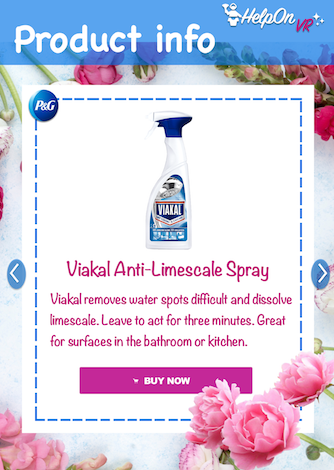 HelpOn
VR
Product info
P&G
VIAKAL
Viakal Anti-Limescale Spray
Viakal removes water spots difficult and dissolve
limescale. Leave to act for three minutes. Great
for surfaces in the bathroom or kitchen.
BUY NOW